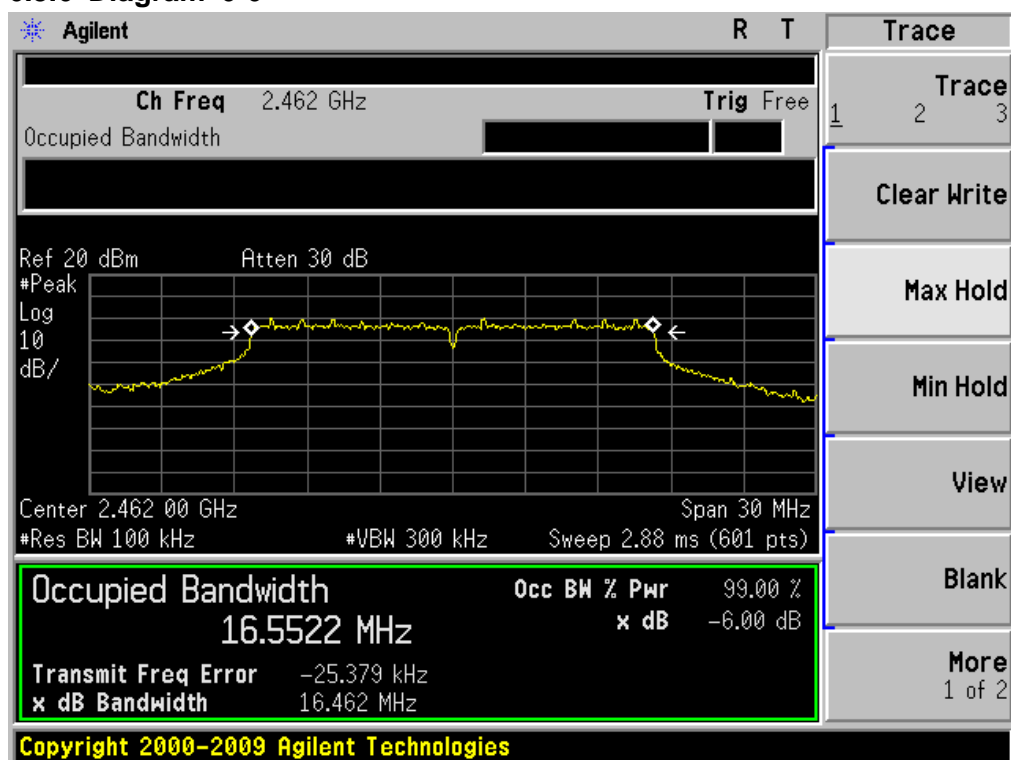 Agilent R T Trace
Ch Freq 2.462 GHz Trig Free
Occupied Bandwidth
Trace
1 2 3
Clear Write
Ref 20 dBm Atten 30 dB
#Peak
Log
10
dB/
Max Hold
Min Hold
View
Center 2.462 00 GHz Span 30 MHz
#Res BW 100 kHz #VBW 300 kHz Sweep 2.88 ms (601 pts)
Occupied Bandwidth Occ BW % Pwr 99.00 %
16.5522 MHz x dB -6.00 dB
Blank
Transmit Freq Error -25.379 kHz
x dB Bandwidth 16.462 MHz
More
1 of 2
Copyright 2000-2009 Agilent Technologies